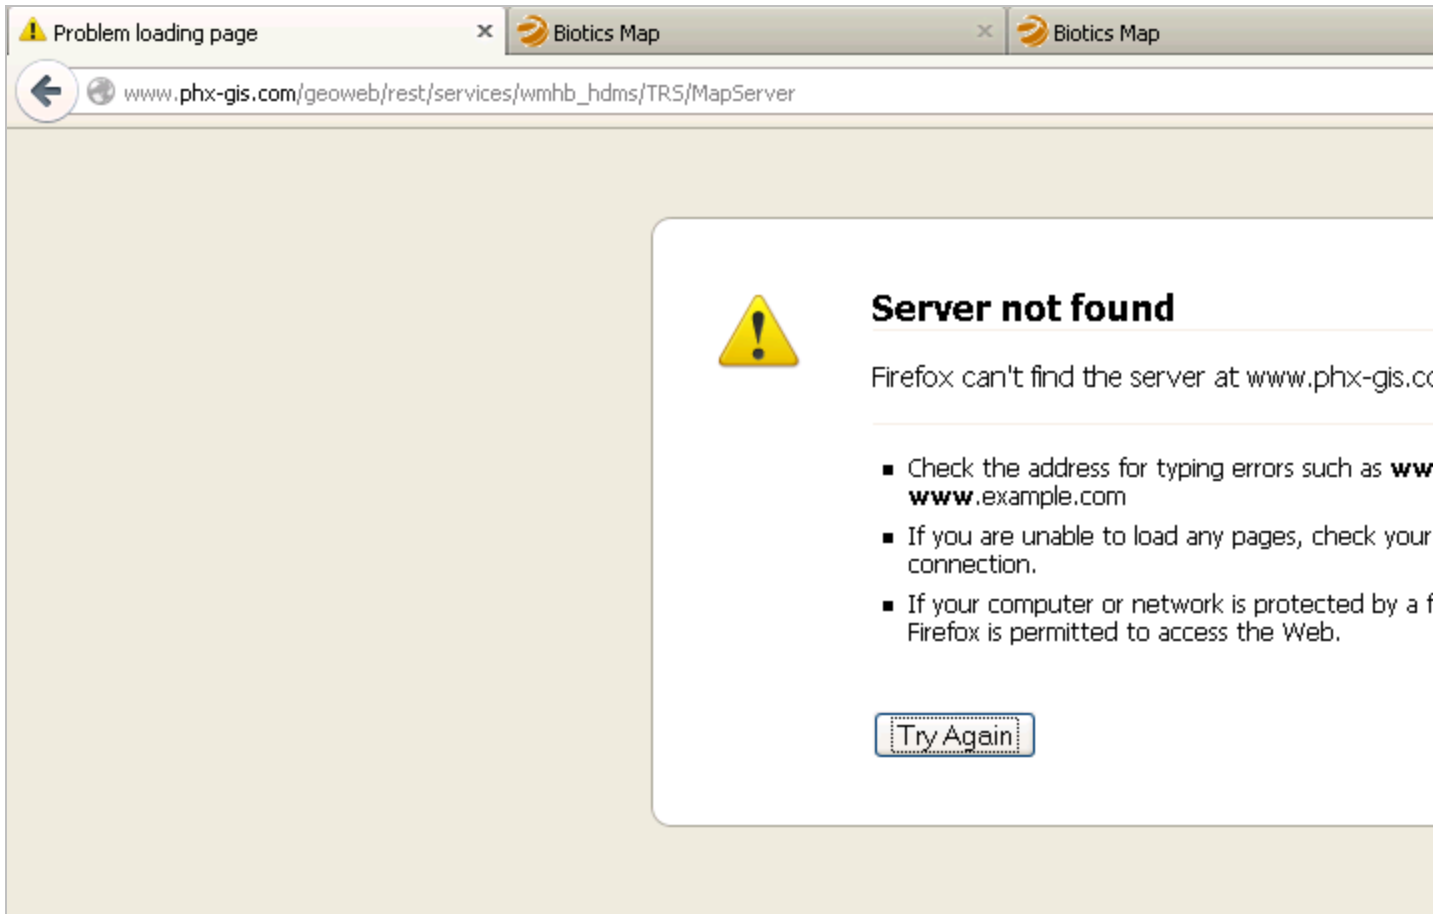 Problem loading page
Biotics Map
Biotics Map
www.phx-gis.com/geoweb/rest/services/wmhb_hdms/TRS/MapServer
Server not found
Firefox can't find the server at www.phx-gis.co
Check the address for typing errors such as ww
www.example.com
If you are unable to load any pages, check your
connection.
If your computer or network is protected by a f
Firefox is permitted to access the Web.
Try Again